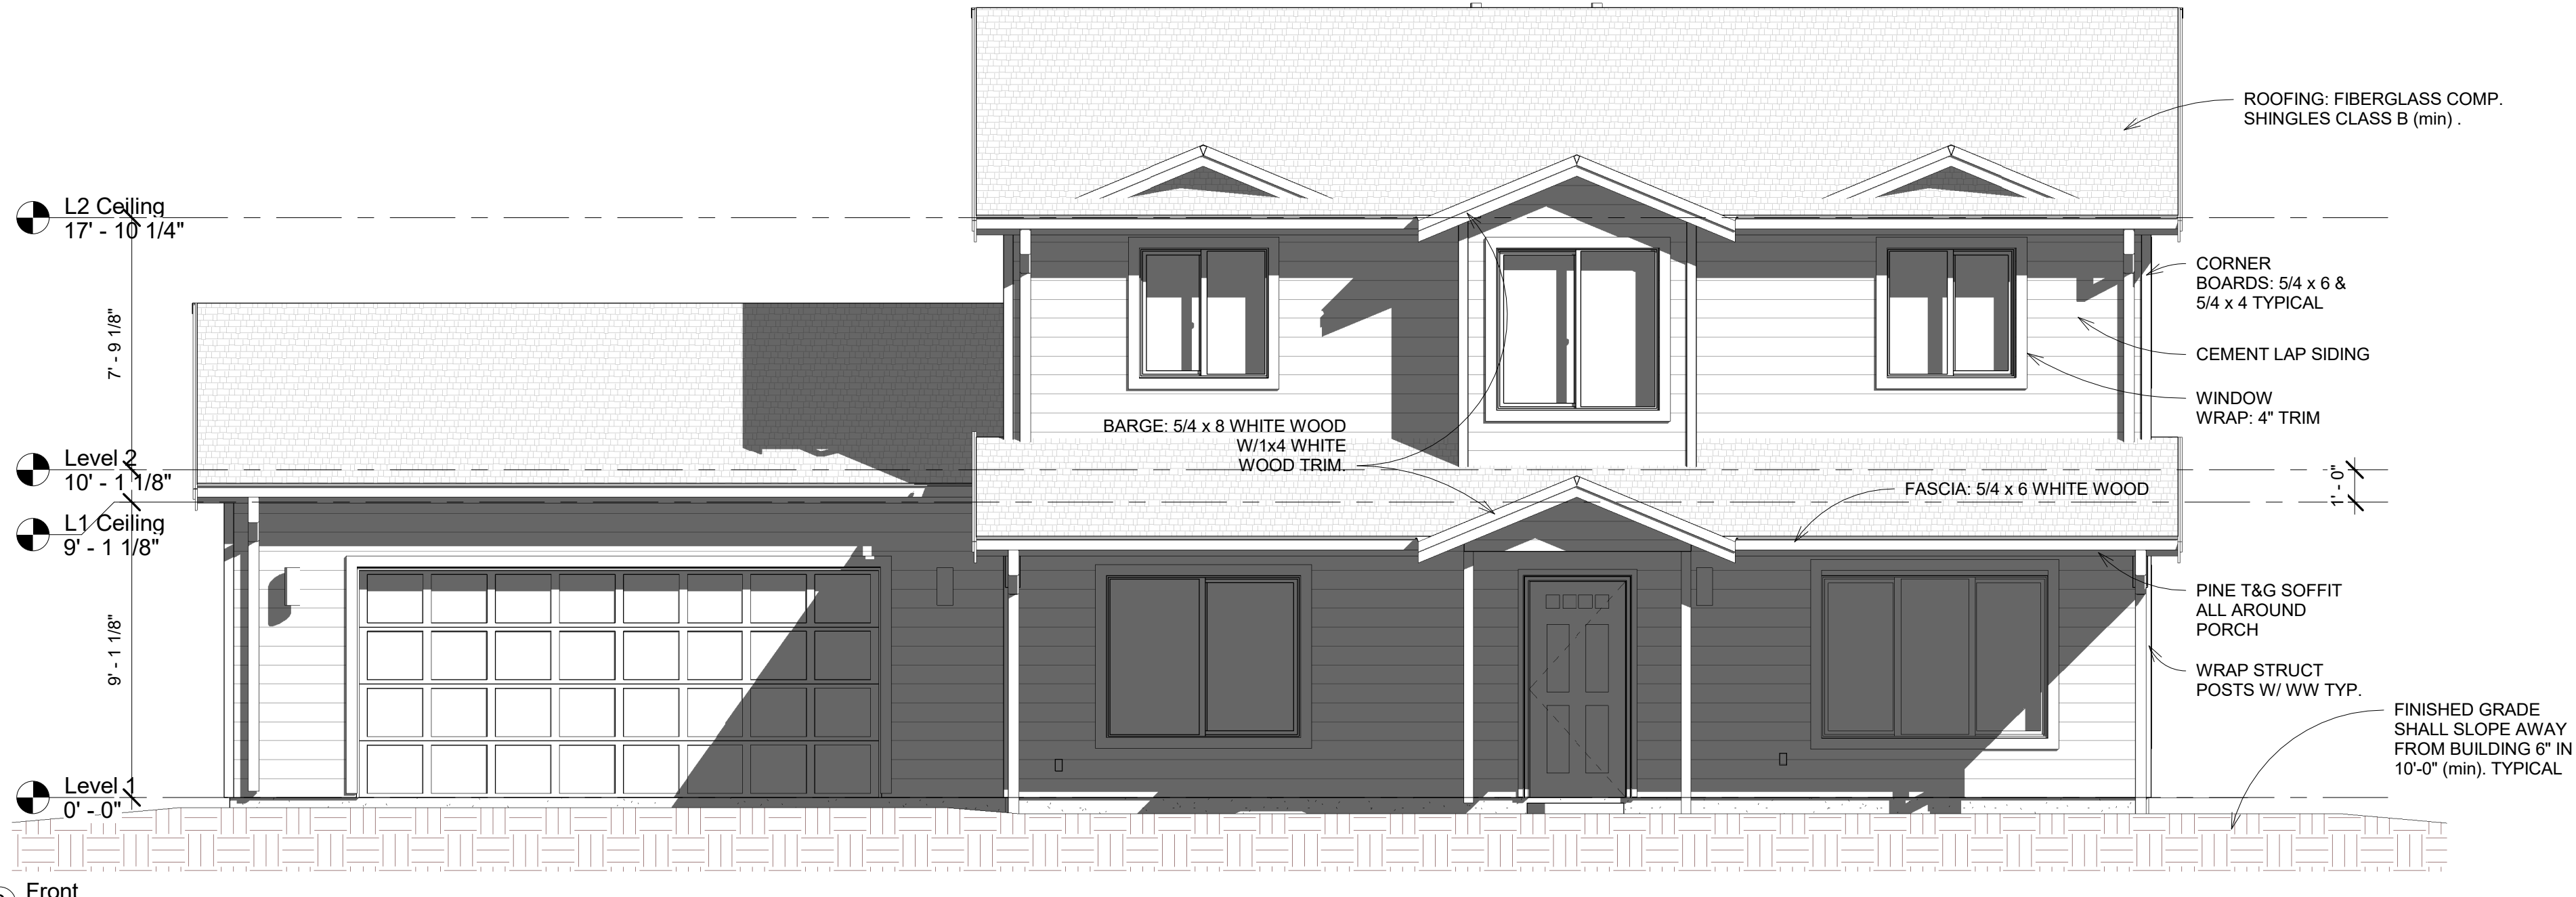 ROOFING: FIBERGLASS COMP.
SHINGLES CLASS B (min) .
L2 Ceiling
17' - 10 1/4"
CORNER
BOARDS: 5/4 x 6 &
5/4 x 4 TYPICAL
7' - 9 1/8"
CEMENT LAP SIDING
WINDOW
WRAP: 4" TRIM
BARGE: 5/4 x 8 WHITE WOOD
W/1x4 WHITE
WOOD TRIM.
Level 2
10' - 1 1/8"
1' - 0"
FASCIA: 5/4 x 6 WHITE WOOD
L1 Ceiling
9' - 1 1/8"
PINE T&G SOFFIT
ALL AROUND
PORCH
9' - 1 1/8"
WRAP STRUCT
POSTS W/ WW TYP.
FINISHED GRADE
SHALL SLOPE AWAY
FROM BUILDING 6" IN
10'-0" (min). TYPICAL
Level 1
0' - 0"
Front